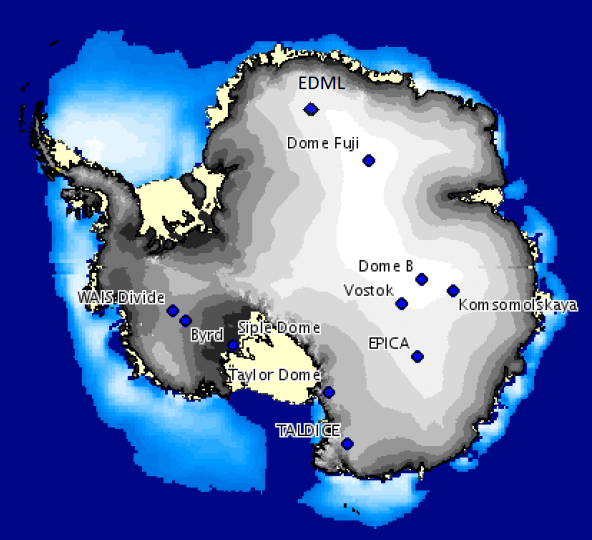 EDML
Dome Fuji
Dome B
Vostok
Komsomolskaya
WAIS Divide
Byrd
Siple Dome
EPICA
Taylor Dome
TALDICE